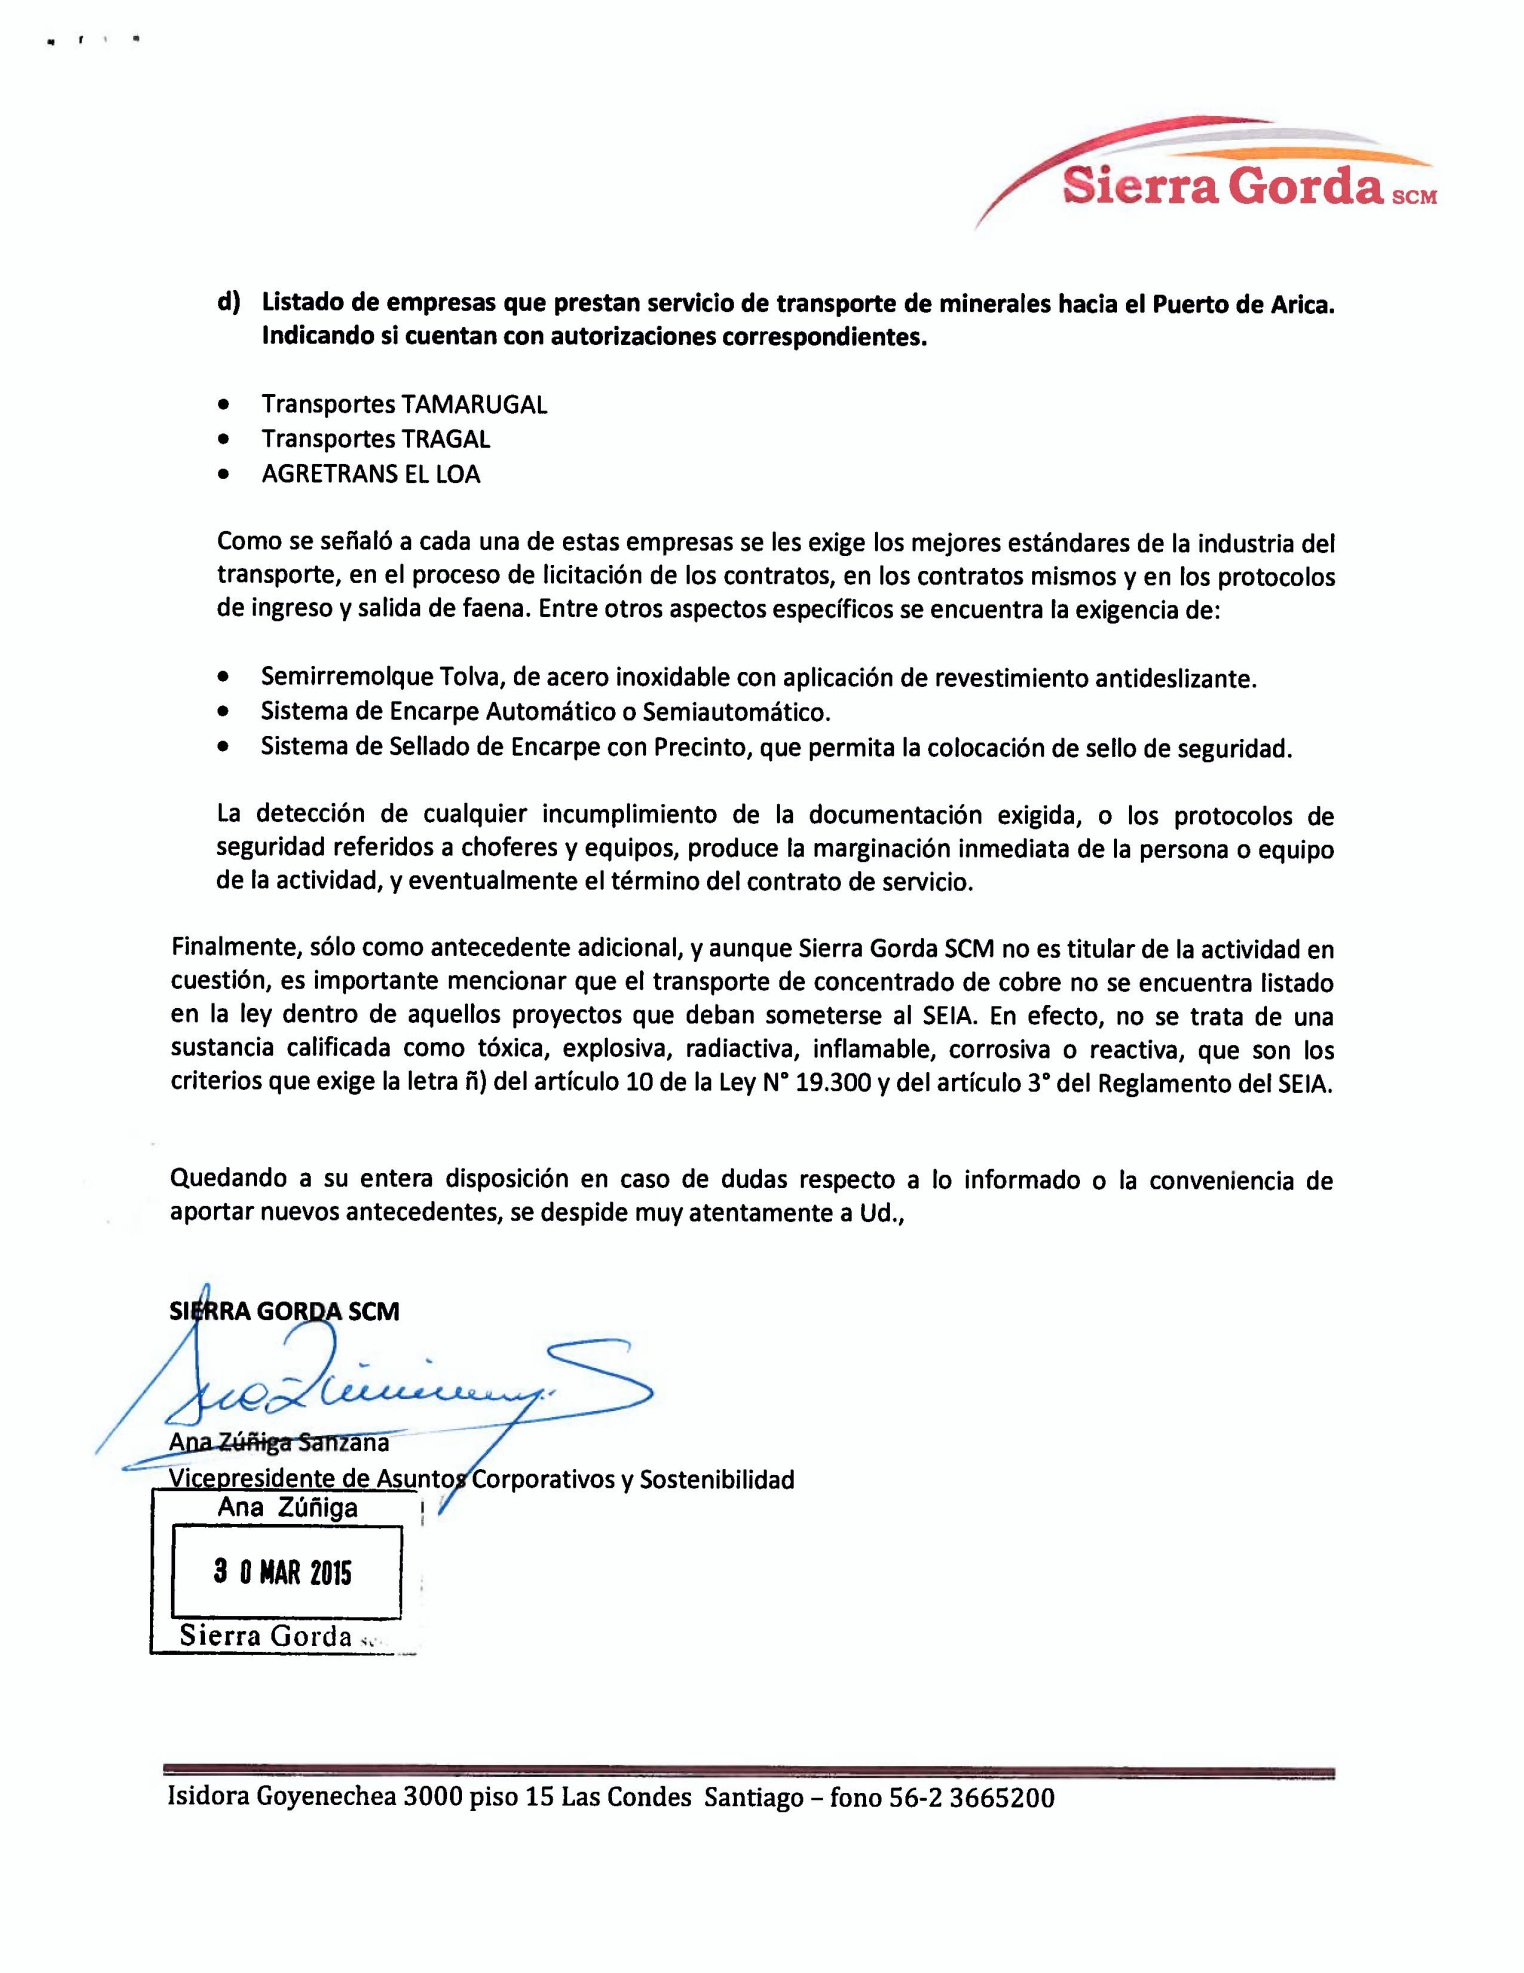 Sierra Gorda SCM
d) Listado de empresas que prestan servicio de transporte de minerales hacia el Puerto de Arica.
Indicando si cuentan con autorizaciones correspondientes.
• Transportes TAMARUGAL
• Transportes TRAGAL
• AGRETRANS EL LOA
Como se señaló a cada una de estas empresas se les exige los mejores estándares de la industria del
transporte, en el proceso de licitación de los contratos, en los contratos mismos y en los protocolos
de ingreso y salida de faena. Entre otros aspectos específicos se encuentra la exigencia de:
• Semirremolque Tolva, de acero inoxidable con aplicación de revestimiento antideslizante.
• Sistema de Encarpe Automático o Semiautomático.
• Sistema de Sellado de Encarpe con Precinto, que permita la colocación de sello de seguridad.
La detección de cualquier incumplimiento de la documentación exigida, o los protocolos de
seguridad referidos a choferes y equipos, produce la marginación inmediata de la persona o equipo
de la actividad, y eventualmente el término del contrato de servicio.
Finalmente, sólo como antecedente adicional, y aunque Sierra Gorda SCM no es titular de la actividad en
cuestión, es importante mencionar que el transporte de concentrado de cobre no se encuentra listado
en la ley dentro de aquellos proyectos que deban someterse al SEIA. En efecto, no se trata de una
sustancia calificada como tóxica, explosiva, radiactiva, inflamable, corrosiva o reactiva, que son los
criterios que exige la letra ñ) del artículo 10 de la Ley N° 19.300 y del artículo 3° del Reglamento del SEIA.
Quedando a su entera disposición en caso de dudas respecto a lo informado o la conveniencia de
aportar nuevos antecedentes, se despide muy atentamente a Ud.,
SIERRA GORDA SCM
Ana Zúñiga Sanzana
Vicepresidente de Asuntos Corporativos y Sostenibilidad
Ana Zúñiga
30 MAR 2015
Sierra Gorda
Isidora Goyenechea 3000 piso 15 Las Condes Santiago – fono 56-2 3665200